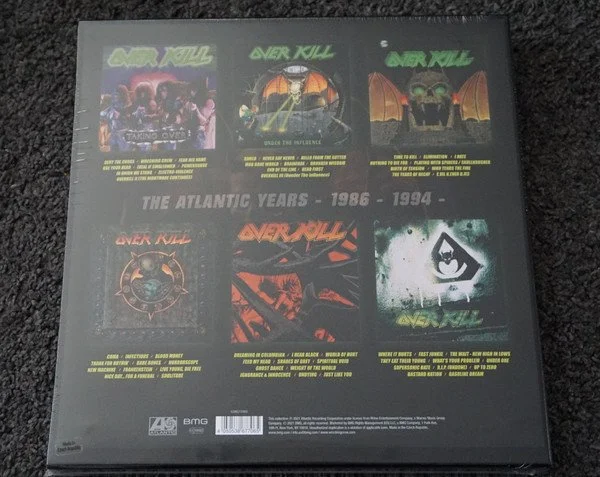 OVER KILL
OVER KILL
OVER KILL
TAKING OVER
UNDER THE INFLUENCE
DENY THE CROSS • WRECKING CREW • FEAR HIS NAME
USE YOUR HEAD • FATAL IF SWALLOWED • POWERSURGE
IN UNION WE STAND • ELECTRO-VIOLENCE
OVERKILL II (THE NIGHTMARE CONTINUES)
SHRED • NEVER SAY NEVER • HELLO FROM THE GUTTER
MAD GONE WORLD • BRAINFADE • DRUNKEN WISDOM
END OF THE LINE • HEAD FIRST
OVERKILL III (Under The Influence)
TIME TO KILL • ELIMINATION • I HATE
NOTHING TO DIE FOR • PLAYING WITH SPIDERS / SKULLKRUSHER
BIRTH OF TENSION • WHO TENDS THE FIRE
THE YEARS OF DECAY • E.VIL N.EVER D.IES
THE ATLANTIC YEARS - 1986 - 1994 -
OVER KILL
OVER KILL
OVER KILL
COMA • INFECTIOUS • BLOOD MONEY
THANX FOR NOTHIN' • BARE BONES • HORRORSCOPE
NEW MACHINE • FRANKENSTEIN • LIVE YOUNG, DIE FREE
NICE DAY... FOR A FUNERAL • SOULITUDE
DREAMING IN COLUMBIAN • I HEAR BLACK • WORLD OF HURT
FEED MY HEAD • SHADES OF GREY • SPIRITUAL VOID
GHOST DANCE • WEIGHT OF THE WORLD
IGNORANCE & INNOCENCE • UNDYING • JUST LIKE YOU
WHERE IT HURTS • FAST JUNKIE • THE WAIT - NEW HIGH IN LOWS
THEY EAT THEIR YOUNG • WHAT'S YOUR PROBLEM • UNDER ONE
SUPERSONIC HATE • R.I.P. (UNDONE) • UP TO ZERO
BASTARD NATION • GASOLINE DREAM
ATLANTIC
BMG